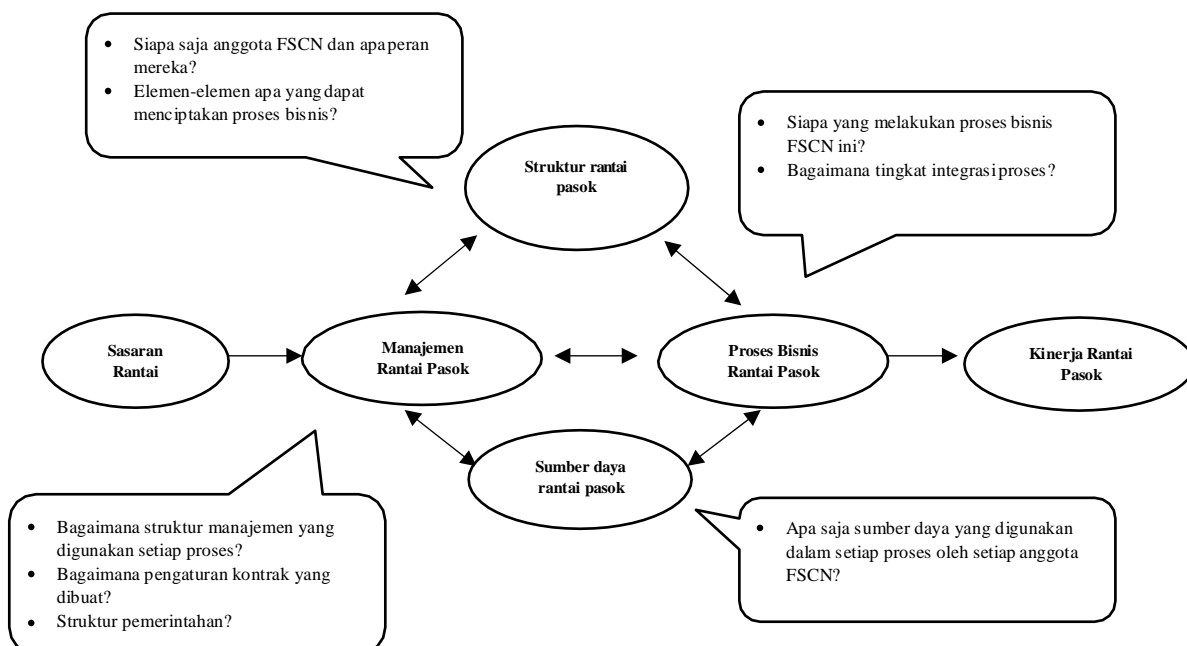 • Siapa saja anggota FSCN dan apaperan
mereka?
• Elemen-elemen apa yang dapat
menciptakan proses bisnis?
• Siapa yang melakukan proses bisnis
FSCN ini?
• Bagaimana tingkat integrasi proses?
Struktur rantai
pasok
Sasaran
Rantai
Manajemen
Rantai Pasok
Proses Bisnis
Rantai Pasok
Kinerja Rantai
Pasok
Sumber daya
rantai pasok
• Bagaimana struktur manajemen yang
digunakan setiap proses?
• Bagaimana pengaturan kontrak yang
dibuat?
• Struktur pemerintahan?
• Apa saja sumber daya yang digunakan
dalam setiap proses oleh setiap anggota
FSCN?